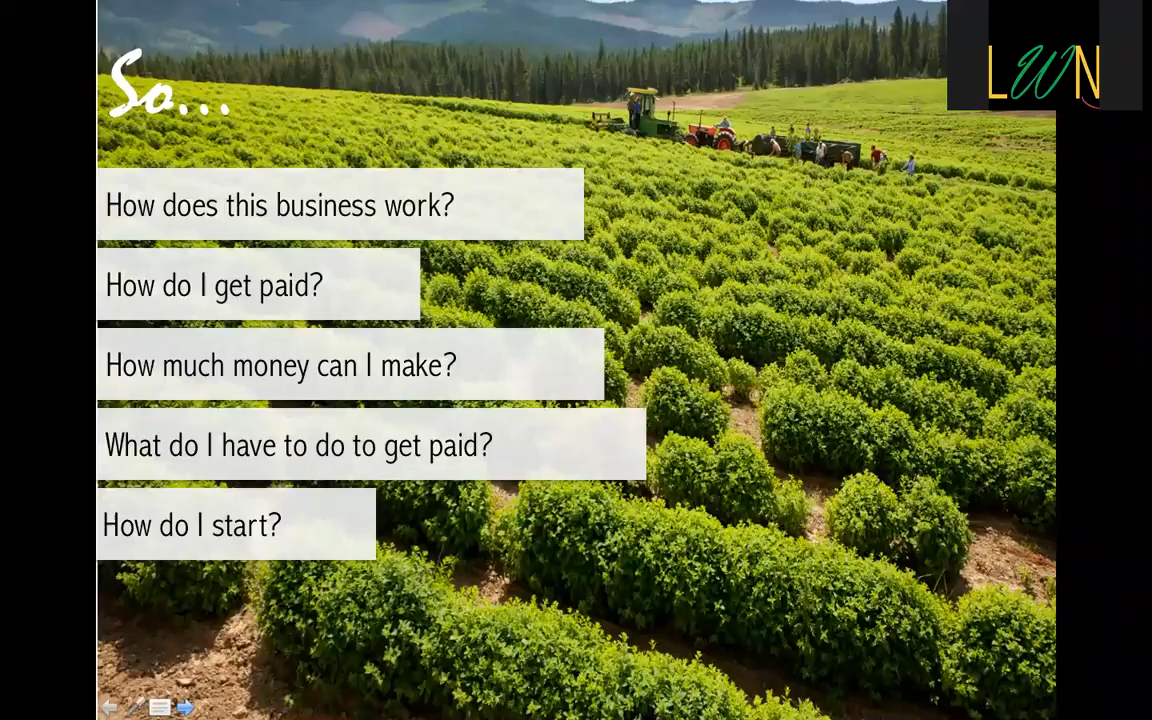 So...
LWN
How does this business work?
How do I get paid?
How much money can I make?
What do I have to do to get paid?
How do I start?